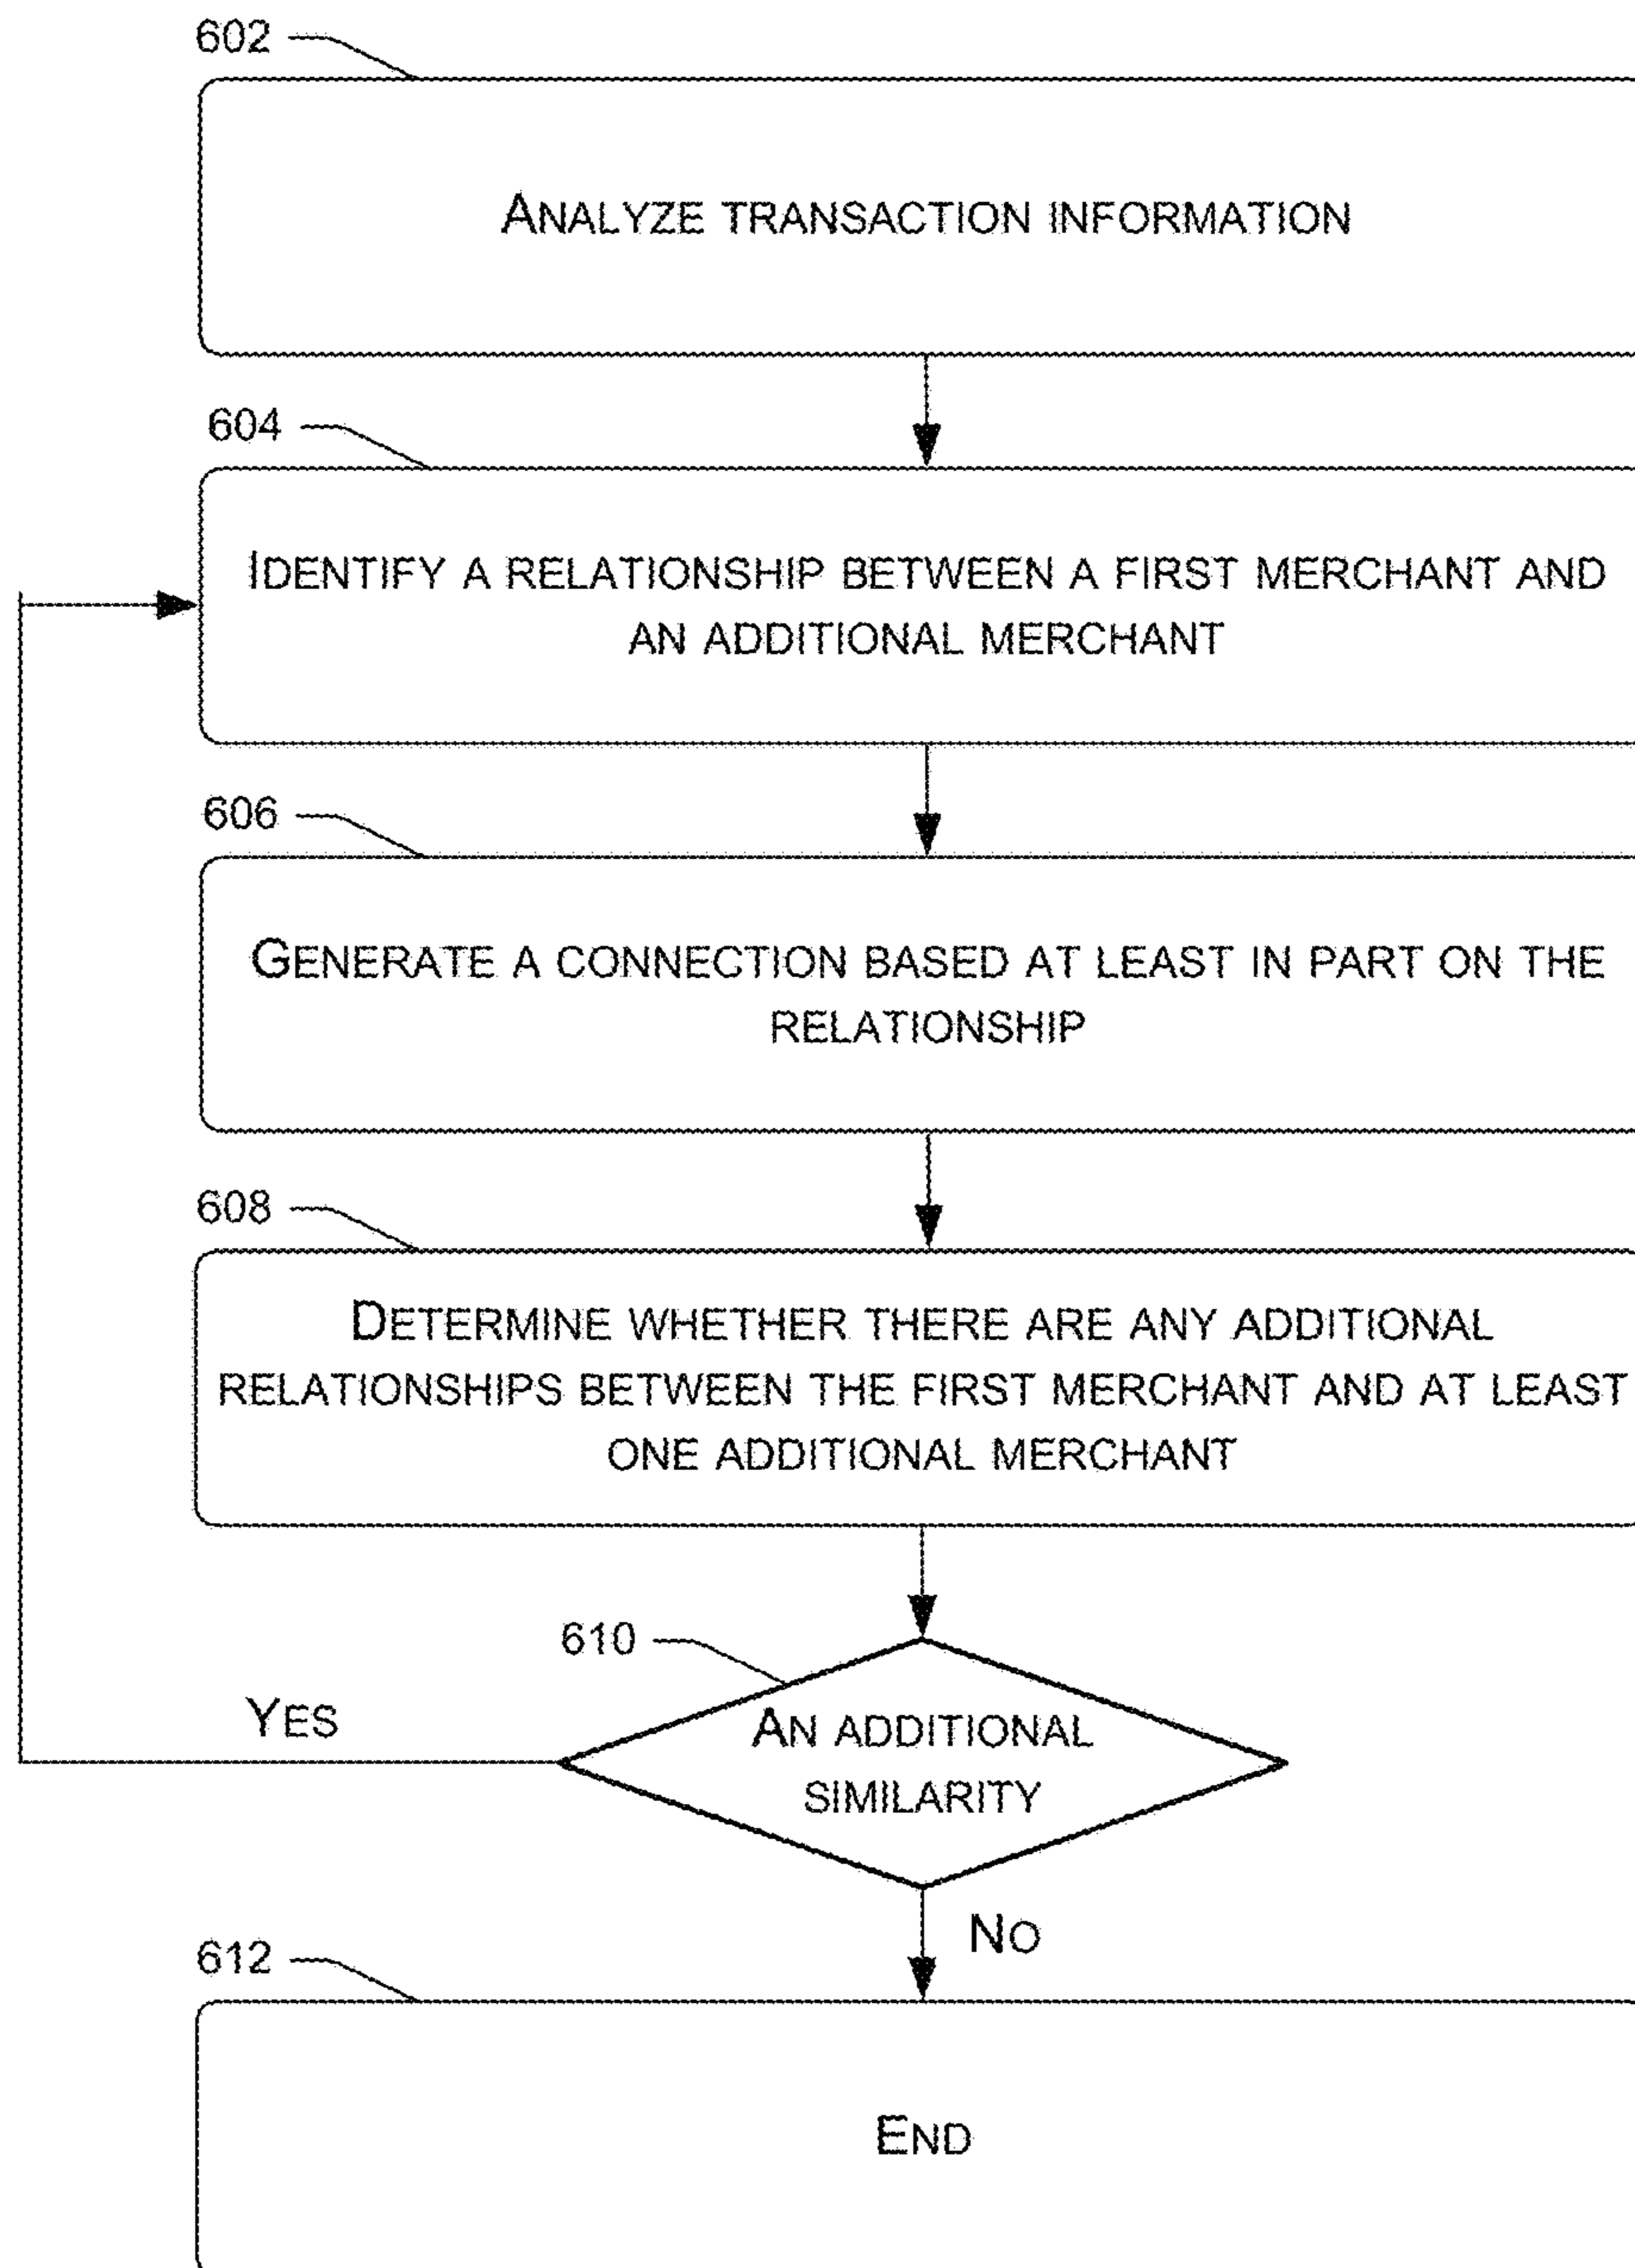 602
ANALYZE TRANSACTION INFORMATION
604
IDENTIFY A RELATIONSHIP BETWEEN A FIRST MERCHANT AND
AN ADDITIONAL MERCHANT
606
GENERATE A CONNECTION BASED AT LEAST IN PART ON THE
RELATIONSHIP
608
DETERMINE WHETHER THERE ARE ANY ADDITIONAL
RELATIONSHIPS BETWEEN THE FIRST MERCHANT AND AT LEAST
ONE ADDITIONAL MERCHANT
610
YES
AN ADDITIONAL
SIMILARITY
NO
612
END